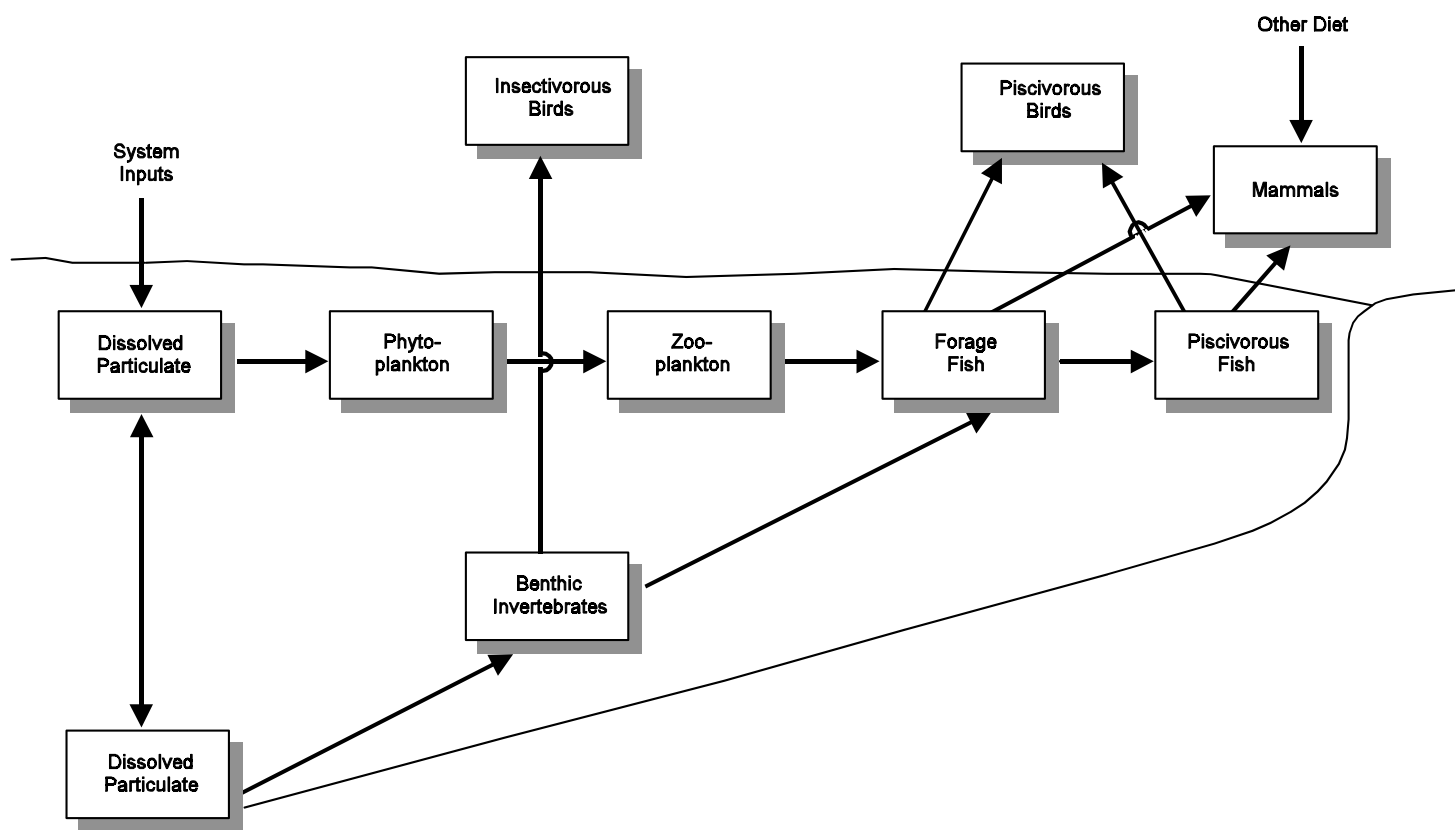 Other Diet
Insectivorous
Birds
Piscivorous
Birds
System
Inputs
Mammals
Dissolved
Particulate
Phyto-
plankton
Zoo-
plankton
Forage
Fish
Piscivorous
Fish
Benthic
Invertebrates
Dissolved
Particulate